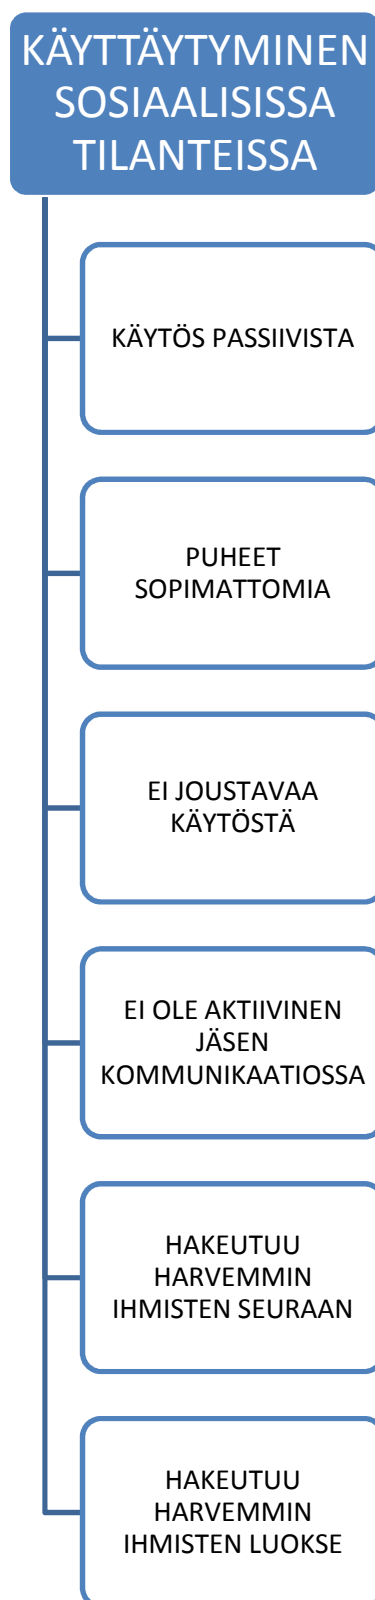 KÄYTTÄYTYMINEN
SOSIAALISISSA
TILANTEISSA
KÄYTÖS PASSIIVISTA
PUHEET
SOPIMATTOMIA
EI JOUSTAVAA
KÄYTÖSTÄ
EI OLE AKTIIVINEN
JÄSEN
KOMMUNIKAATIOSSA
HAKEUTUU
HARVEMMIN
IHMISTEN SEURAAN
HAKEUTUU
HARVEMMIN
IHMISTEN LUOKSE